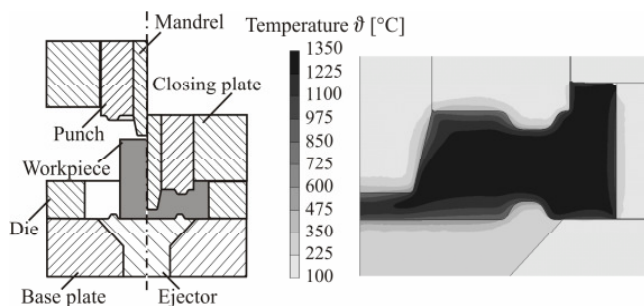 Mandrel
Temperature ϑ [°C]
Closing plate
Punch
Workpiece
Die
Base plate
Ejector
1350
1225
1100
975
850
725
600
475
350
225
100